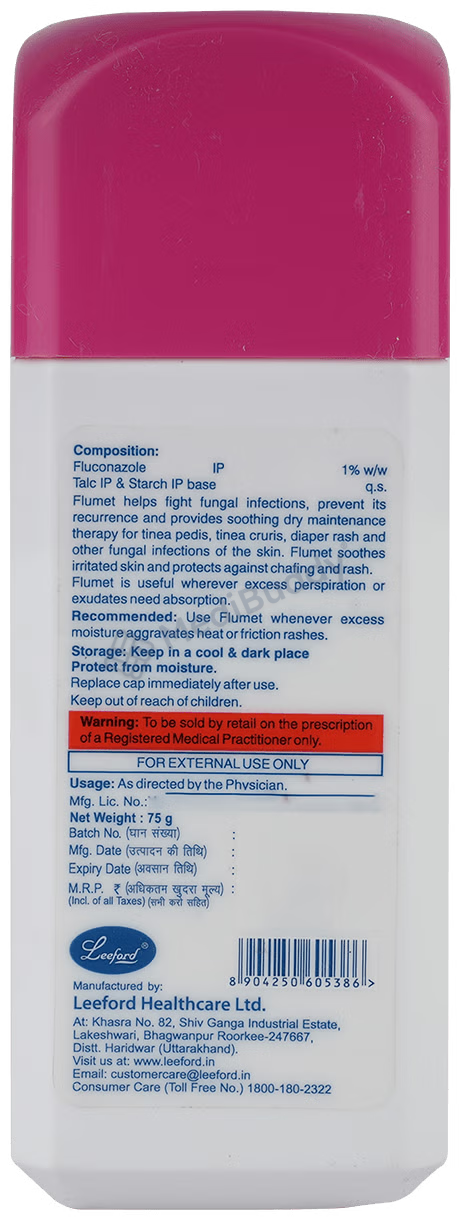 Composition:
Fluconazole IP 1% w/w
Talc IP & Starch IP base q.s.
Flumet helps fight fungal infections, prevent its
recurrence and provides soothing dry maintenance
therapy for tinea pedis, tinea cruris, diaper rash and
other fungal infections of the skin. Flumet soothes
irritated skin and protects against chafing and rash.
Flumet is useful wherever excess perspiration or
exudates need absorption.
Recommended: Use Flumet whenever excess
moisture aggravates heat or friction rashes.
Storage: Keep in a cool & dark place
Protect from moisture.
Replace cap immediately after use.
Keep out of reach of children.
Warning: To be sold by retail on the prescription
of a Registered Medical Practitioner only.
FOR EXTERNAL USE ONLY
Usage: As directed by the Physician.
Mfg. Lic. No.:
Net Weight : 75 g
Batch No. (घान संख्या) :
Mfg. Date (उत्पादन की तिथि) :
Expiry Date (अवसान तिथि) :
M.R.P. ₹ (अधिकतम खुदरा मूल्य) :
(Incl. of all Taxes) (सभी करों सहित)
Leeford®
8 904250 605386 >
Manufactured by:
Leeford Healthcare Ltd.
At: Khasra No. 82, Shiv Ganga Industrial Estate,
Lakeshwari, Bhagwanpur Roorkee-247667,
Distt. Haridwar (Uttarakhand).
Visit us at: www.leeford.in
Email: customercare@leeford.in
Consumer Care (Toll Free No.) 1800-180-2322
MediBuddy